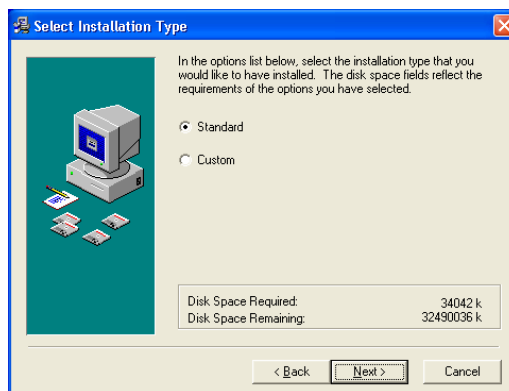 Select Installation Type
In the options list below, select the installation type that you
would like to have installed. The disk space fields reflect the
requirements of the options you have selected.
Standard
Custom
Disk Space Required: 34042 k
Disk Space Remaining: 32490036 k
< Back Next > Cancel